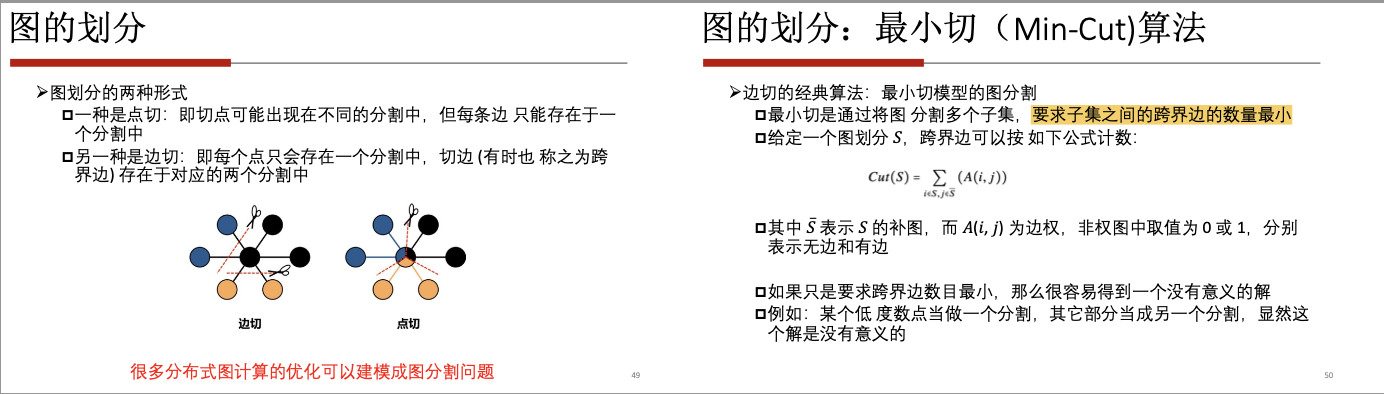 图的划分
➢图划分的两种形式
❑一种是点切：即切点可能出现在不同的分割中，但每条边 只能存在于一
个分割中
❑另一种是边切：即每个点只会存在一个分割中，切边 (有时也 称之为跨
界边) 存在于对应的两个分割中
边切
点切
很多分布式图计算的优化可以建模成图分割问题
49
图的划分：最小切（Min-Cut)算法
➢边切的经典算法：最小切模型的图分割
❑最小切是通过将图 分割多个子集，要求子集之间的跨界边的数量最小
❑给定一个图划分 S，跨界边可以按 如下公式计数：
Cut(S) = ∑ (A(i, j))
i∈S, j∈S̄
❑其中 S̄ 表示 S 的补图，而 A(i, j) 为边权，非权图中取值为 0 或 1，分别
表示无边和有边
❑如果只是要求跨界边数目最小，那么很容易得到一个没有意义的解
❑例如：某个低 度数点当做一个分割，其它部分当成另一个分割，显然这
个解是没有意义的
50